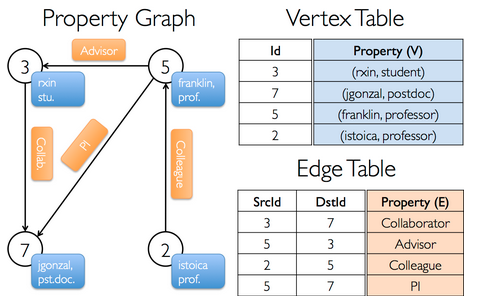 Property Graph
Advisor
3
5
rxin
stu.
franklin,
prof.
Collab.
PI
Colleague
7
2
jgonzal,
pst.doc.
istoica
prof.
Vertex Table
Id Property (V)
3 (rxin, student)
7 (jgonzal, postdoc)
5 (franklin, professor)
2 (istoica, professor)
Edge Table
SrcId DstId Property (E)
3 7 Collaborator
5 3 Advisor
2 5 Colleague
5 7 PI